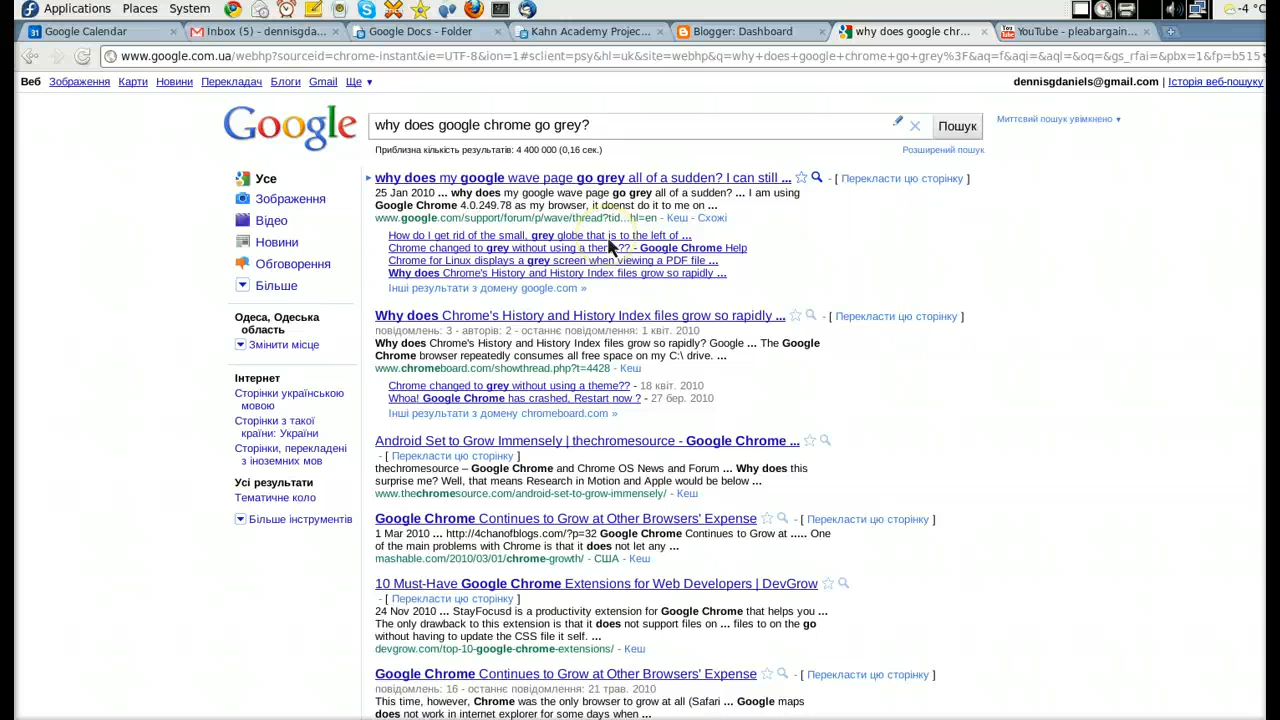 Applications Places System -4 °C
Google Calendar Inbox (5) - dennisgda... Google Docs - Folder Kahn Academy Projec... Blogger: Dashboard why does google chr... YouTube - pleabargain...
www.google.com.ua/webhp?sourceid=chrome-instant&ie=UTF-8&ion=1#sclient=psy&hl=uk&site=webhp&q=why+does+google+chrome+go+grey%3F&aq=f&aqi=&aql=&oq=&gs_rfai=&pbx=1&fp=b515
Веб Зображення Карти Новини Перекладач Блоги Gmail Ще ▼ dennisgdaniels@gmail.com | Історія веб-пошуку
Google why does google chrome go grey? Пошук Миттєвий пошук увімкнено ▼
Приблизна кількість результатів: 4 400 000 (0,16 сек.) Розширений пошук
Усе
Зображення
Відео
Новини
Обговорення
Більше
Одеса, Одеська
область
Змінити місце
Інтернет
Сторінки українською
мовою
Сторінки з такої
країни: України
Сторінки, перекладені
з іноземних мов
Усі результати
Тематичне коло
Більше інструментів
why does my google wave page go grey all of a sudden? I can still ... - [ Перекласти цю сторінку ]
25 Jan 2010 ... why does my google wave page go grey all of a sudden? ... I am using
Google Chrome 4.0.249.78 as my browser, it doesnt do it to me on ...
www.google.com/support/forum/p/wave/thread?tid...hl=en - Кеш - Схожі
How do I get rid of the small, grey globe that is to the left of ...
Chrome changed to grey without using a theme?? - Google Chrome Help
Chrome for Linux displays a grey screen when viewing a PDF file ...
Why does Chrome's History and History Index files grow so rapidly ...
Інші результати з домену google.com »
Why does Chrome's History and History Index files grow so rapidly ... - [ Перекласти цю сторінку ]
повідомлень: 3 - авторів: 2 - останнє повідомлення: 1 квіт. 2010
Why does Chrome's History and History Index files grow so rapidly? Google ... The Google
Chrome browser repeatedly consumes all free space on my C:\ drive. ...
www.chromeboard.com/showthread.php?t=4428 - Кеш
Chrome changed to grey without using a theme?? - 18 квіт. 2010
Whoa! Google Chrome has crashed, Restart now ? - 27 бер. 2010
Інші результати з домену chromeboard.com »
Android Set to Grow Immensely | thechromesource - Google Chrome ...
- [ Перекласти цю сторінку ]
thechromesource – Google Chrome and Chrome OS News and Forum ... Why does this
surprise me? Well, that means Research in Motion and Apple would be below ...
www.thechromesource.com/android-set-to-grow-immensely/ - Кеш
Google Chrome Continues to Grow at Other Browsers' Expense - [ Перекласти цю сторінку ]
1 Mar 2010 ... http://4chanofblogs.com/?p=32 Google Chrome Continues to Grow at ..... One
of the main problems with Chrome is that it does not let any ...
mashable.com/2010/03/01/chrome-growth/ - США - Кеш
10 Must-Have Google Chrome Extensions for Web Developers | DevGrow
- [ Перекласти цю сторінку ]
24 Nov 2010 ... StayFocusd is a productivity extension for Google Chrome that helps you ...
The only drawback to this extension is that it does not support files on ... files to on the go
without having to update the CSS file it self. ...
devgrow.com/top-10-google-chrome-extensions/ - Кеш
Google Chrome Continues to Grow at Other Browsers' Expense - [ Перекласти цю сторінку ]
повідомлень: 16 - останнє повідомлення: 21 трав. 2010
This time, however, Chrome was the only browser to grow at all (Safari ... Google maps
does not work in internet explorer for some days when ...